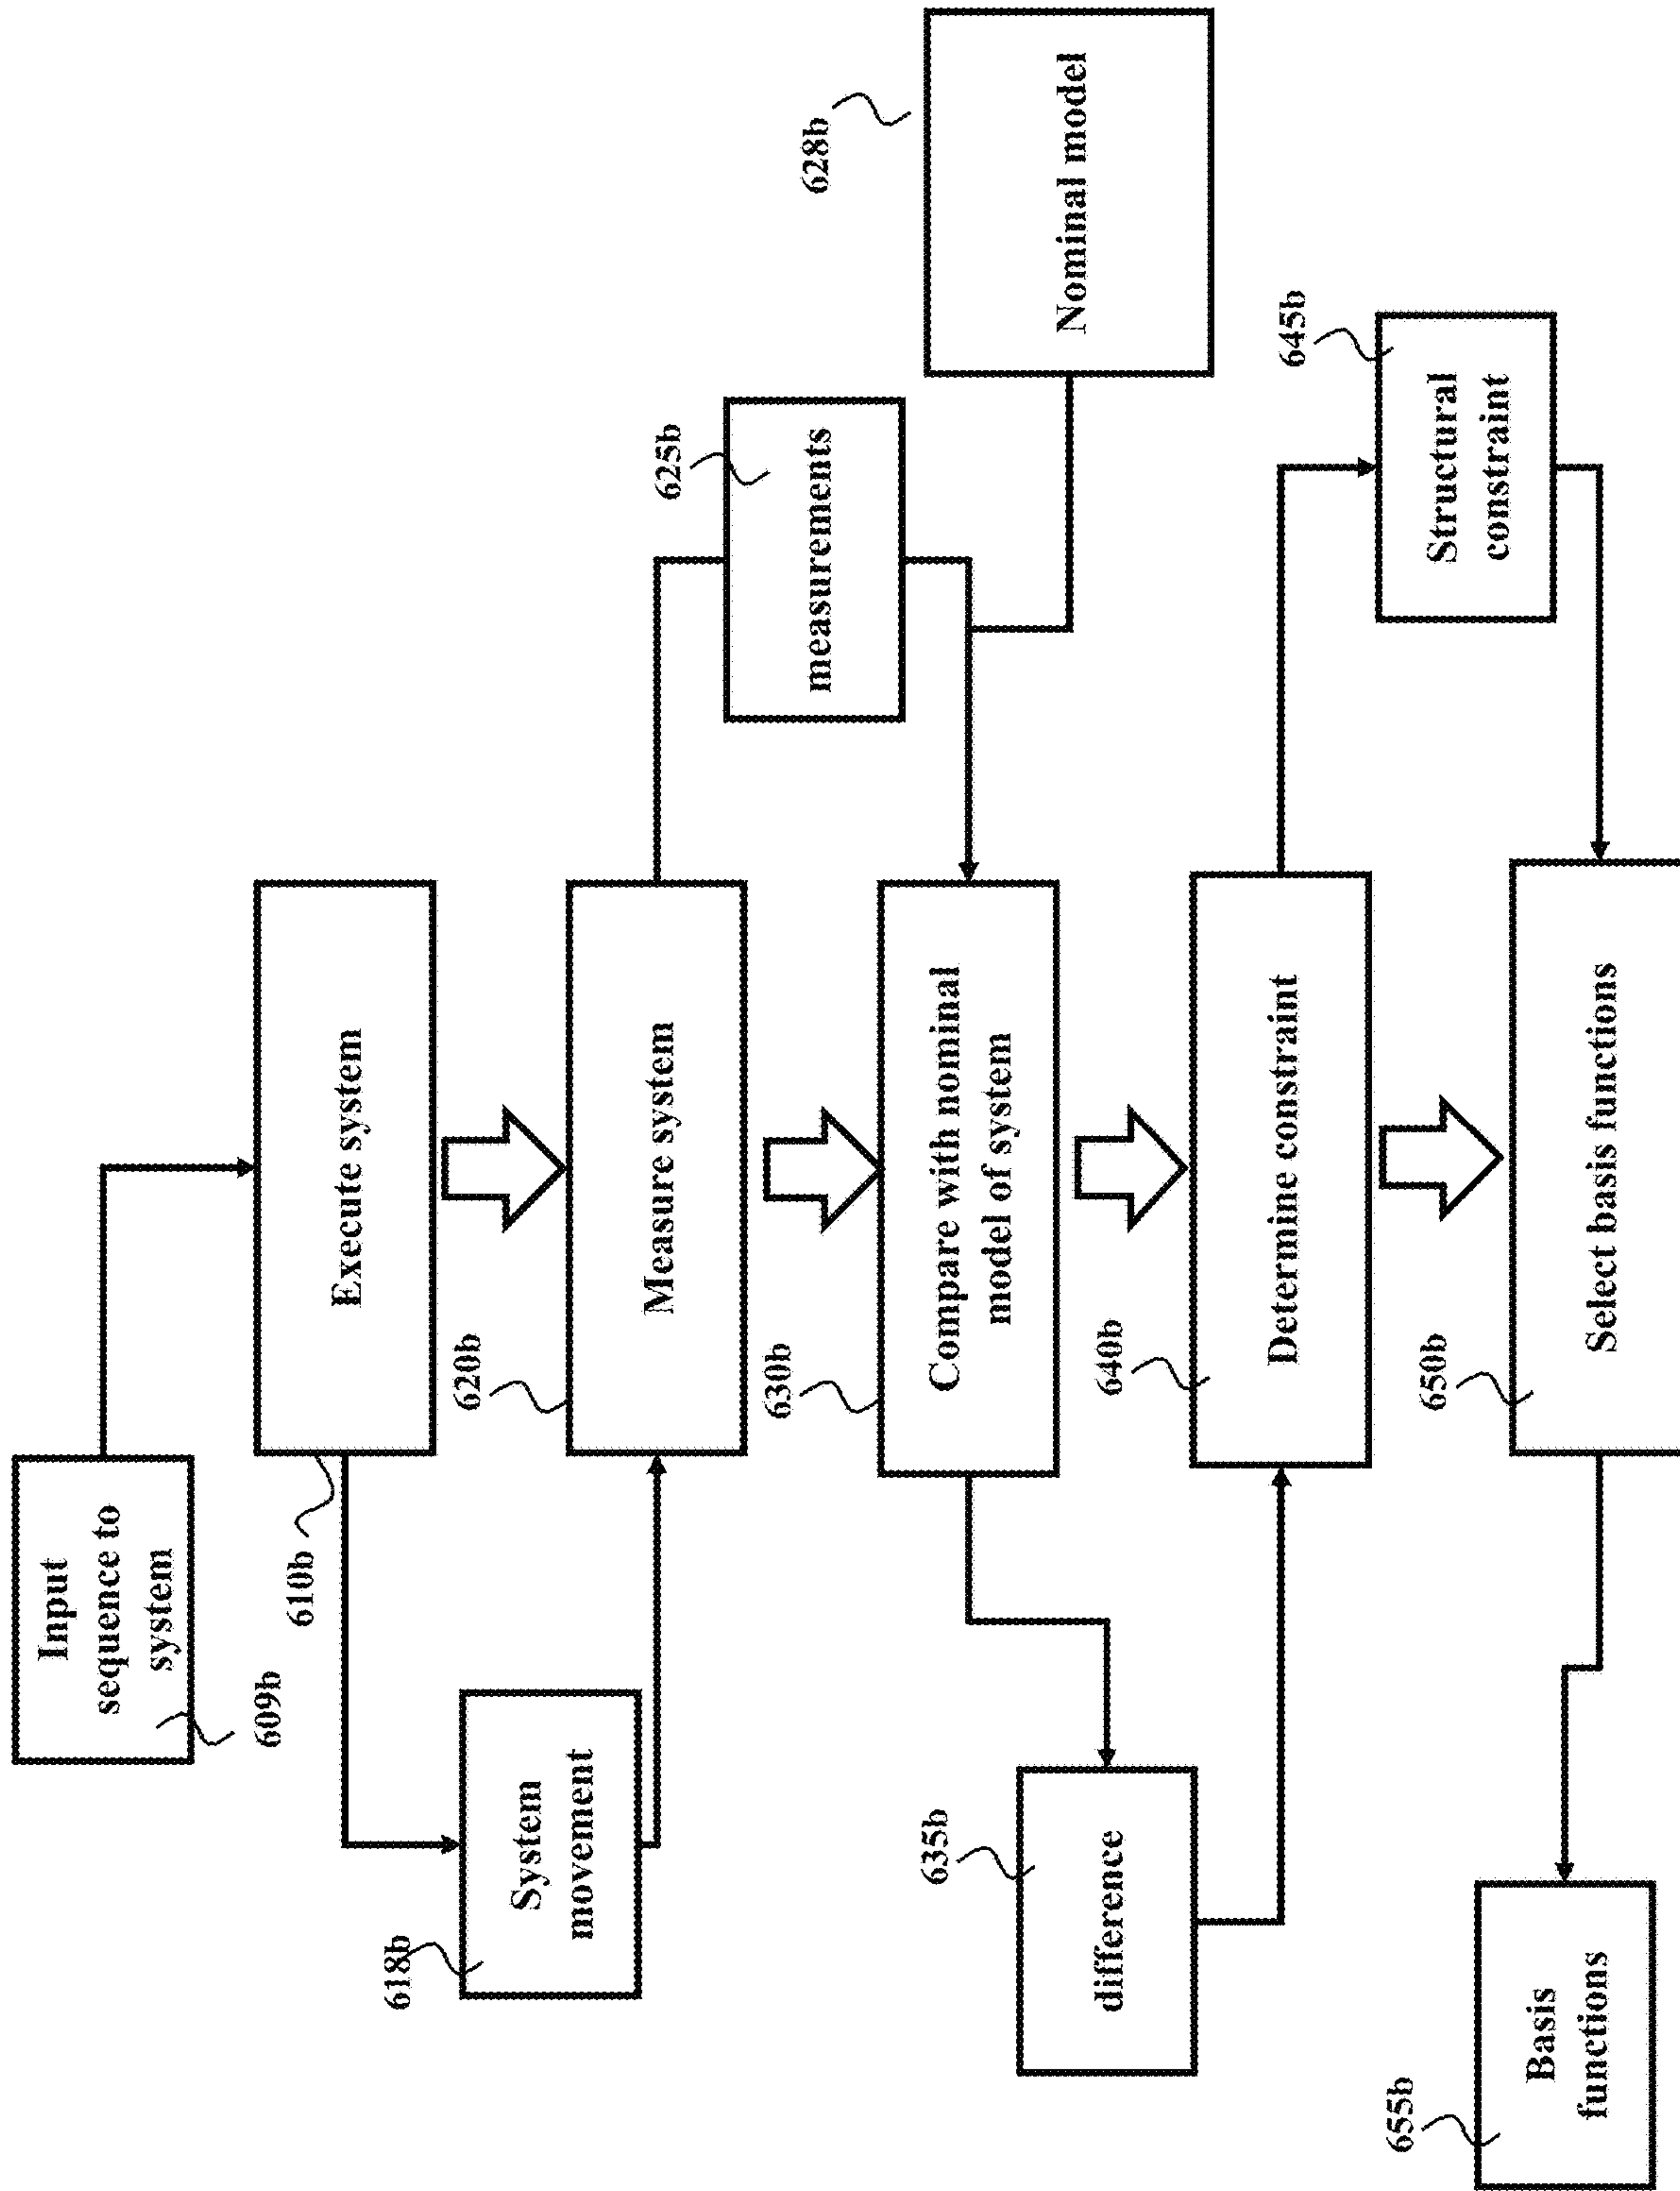 Input
sequence to
system
609b
Execute system
610b
System
movement
618b
Measure system
620b
measurements
625b
Nominal model
628b
Compare with nominal
model of system
630b
difference
635b
Determine constraint
640b
Structural
constraint
645b
Select basis functions
650b
Basis
functions
655b